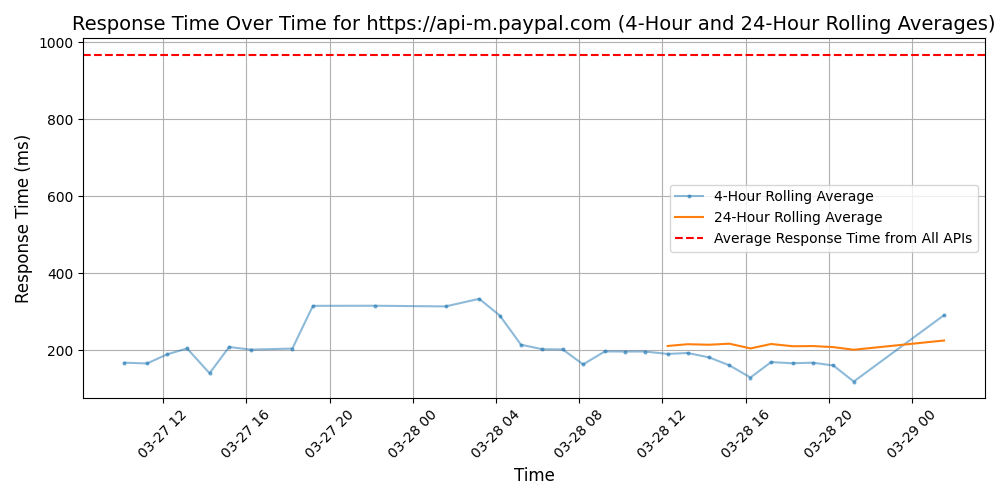 Response Time Over Time for https://api-m.paypal.com (4-Hour and 24-Hour Rolling Averages)
Response Time (ms)
1000
800
600
400
200
4-Hour Rolling Average
24-Hour Rolling Average
Average Response Time from All APIs
03-27 12
03-27 16
03-27 20
03-28 00
03-28 04
03-28 08
03-28 12
03-28 16
03-28 20
03-29 00
Time